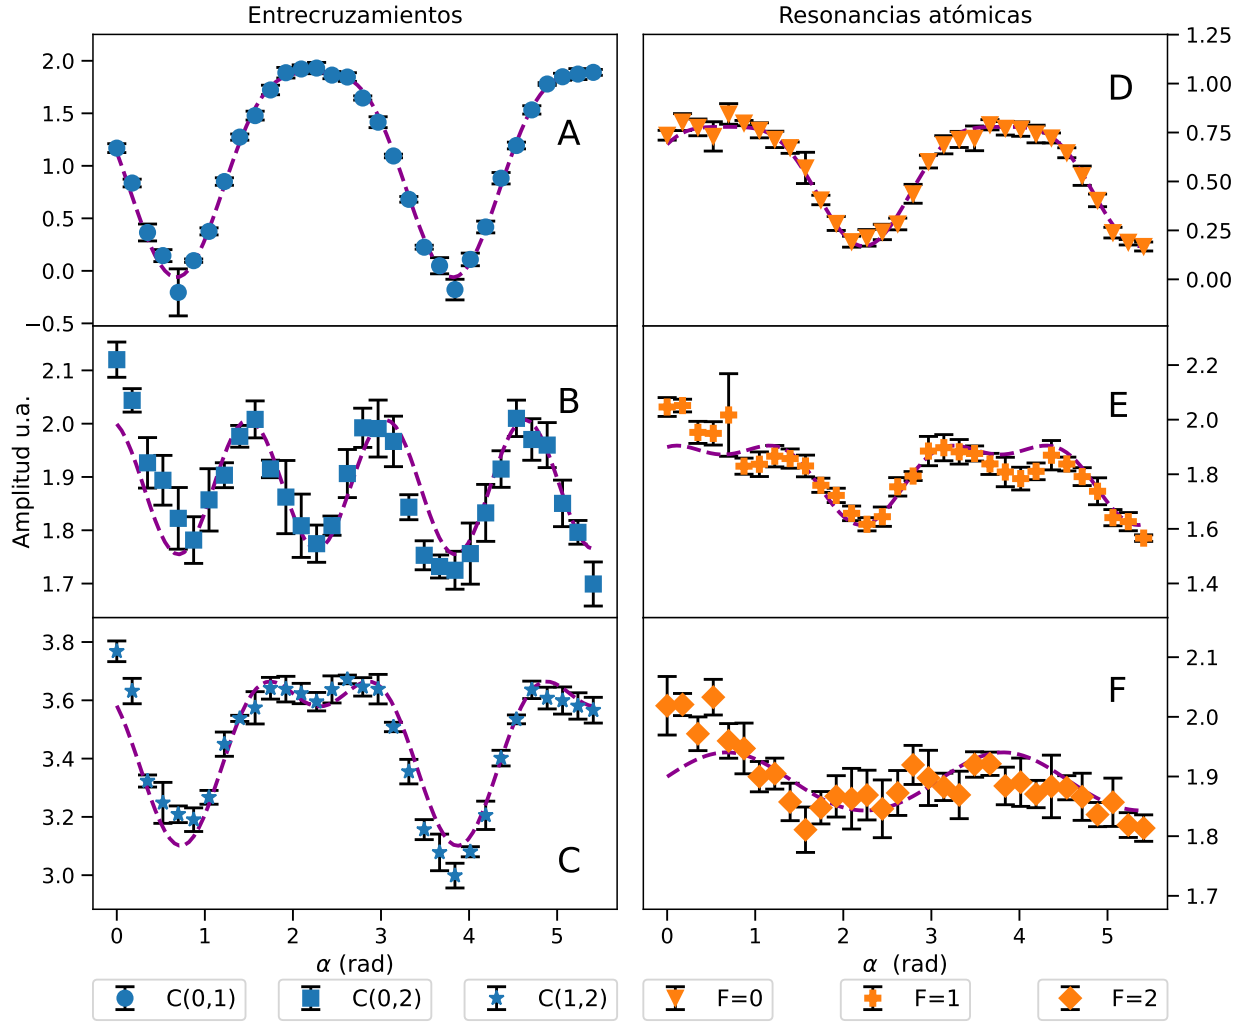 Entrecruzamientos
Resonancias atómicas
2.0
1.5
1.0
0.5
0.0
−0.5
A
1.25
1.00
0.75
0.50
0.25
0.00
D
Amplitud u.a.
2.1
2.0
1.9
1.8
1.7
B
2.2
2.0
1.8
1.6
1.4
E
3.8
3.6
3.4
3.2
3.0
C
2.1
2.0
1.9
1.8
1.7
F
0 1 2 3 4 5
α (rad)
0 1 2 3 4 5
α (rad)
C(0,1) C(0,2) C(1,2) F=0 F=1 F=2